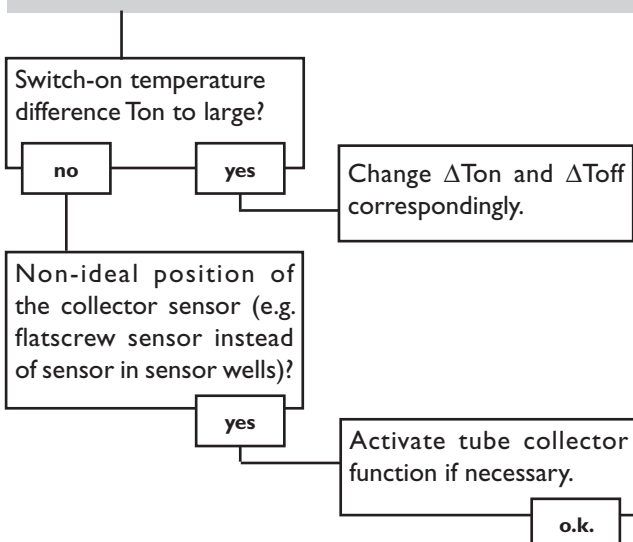 Switch-on temperature
difference Ton to large?
no
yes
Change ΔTon and ΔToff
correspondingly.
Non-ideal position of
the collector sensor (e.g.
flatscrew sensor instead
of sensor in sensor wells)?
yes
Activate tube collector
function if necessary.
o.k.